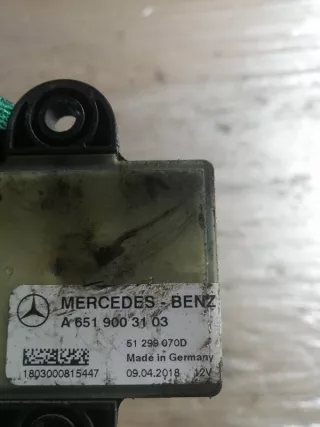 MERCEDES - BENZ
A 651 900 31 03
51 299 070D
Made in Germany
1803000815447 09.04.2018 12V